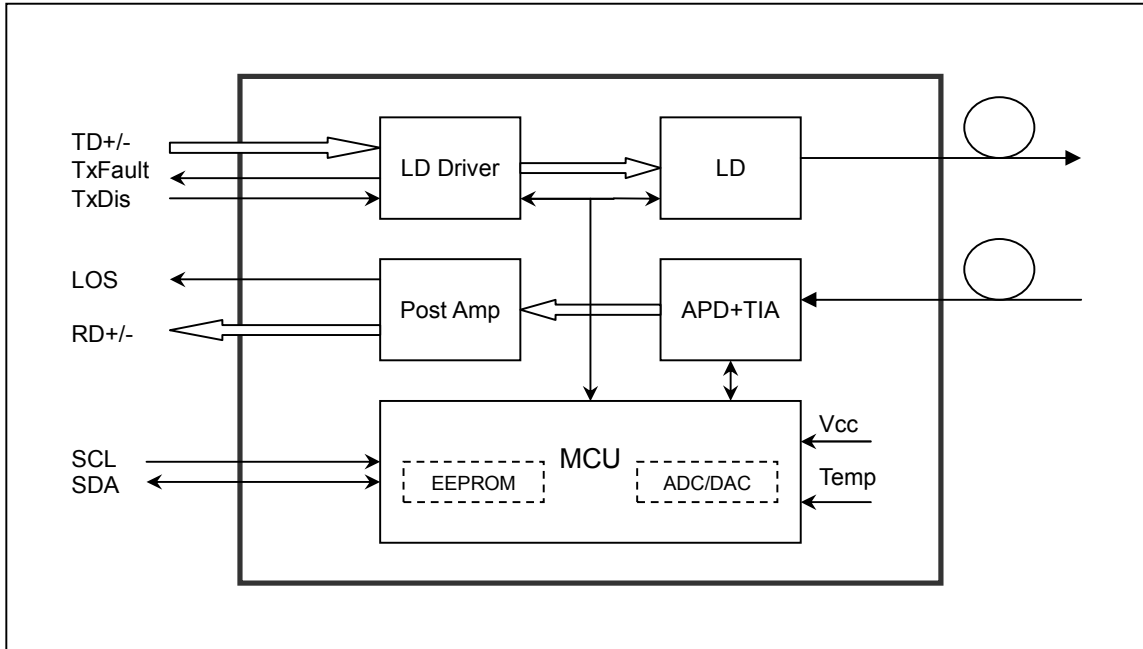 TD+/-
TxFault
TxDis
LD Driver
LD
LOS
RD+/-
Post Amp
APD+TIA
SCL
SDA
MCU
EEPROM
ADC/DAC
Vcc
Temp